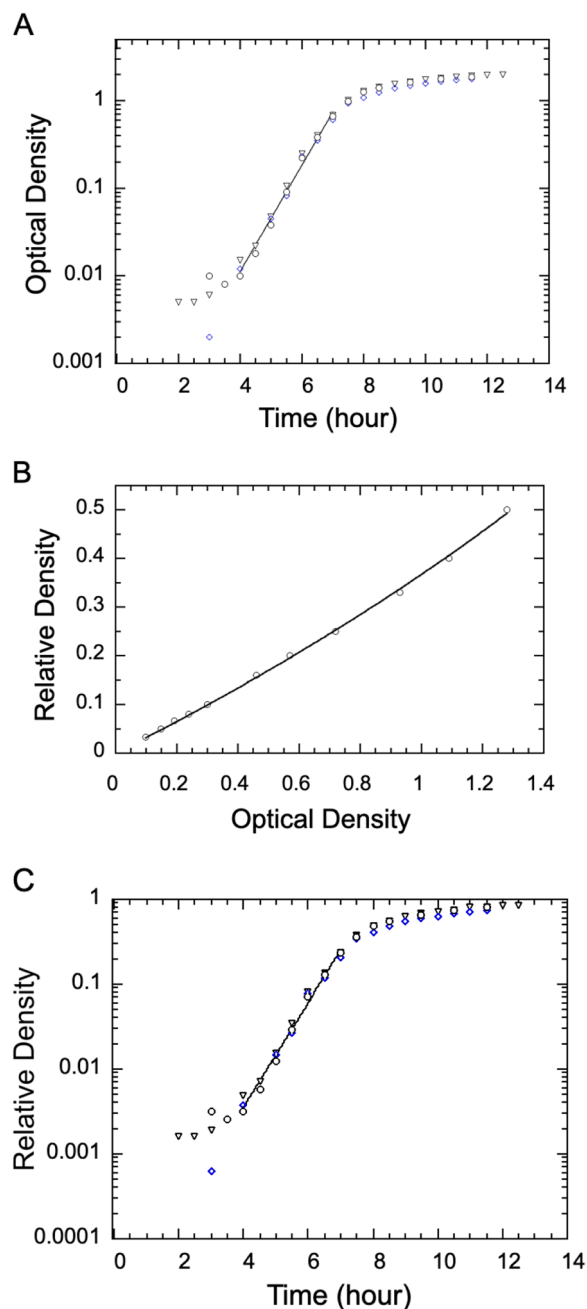 A
1
0.1
0.01
0.001
Optical Density
0 2 4 6 8 10 12 14
Time (hour)
B
0.5
0.4
0.3
0.2
0.1
0
Relative Density
0 0.2 0.4 0.6 0.8 1 1.2 1.4
Optical Density
C
1
0.1
0.01
0.001
0.0001
Relative Density
0 2 4 6 8 10 12 14
Time (hour)